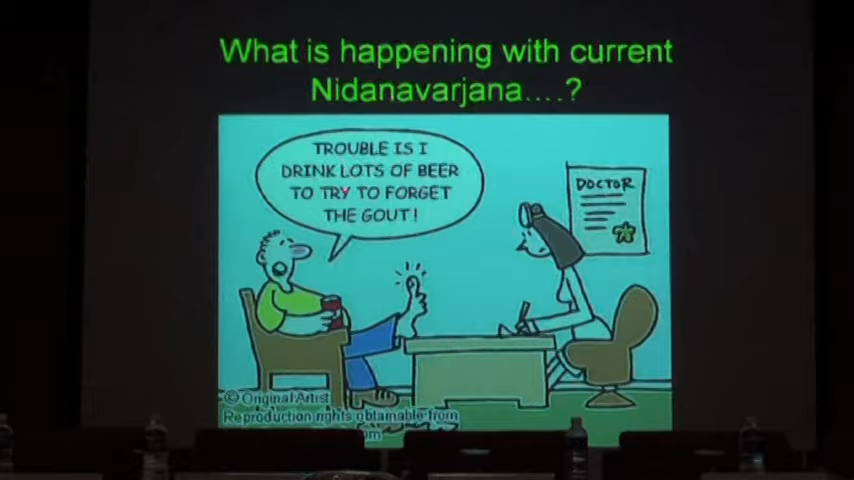 What is happening with current
Nidanavarjana....?
TROUBLE IS I
DRINK LOTS OF BEER
TO TRY TO FORGET
THE GOUT!
DOCTOR
© Original Artist
Reproduction rights obtainable from
om